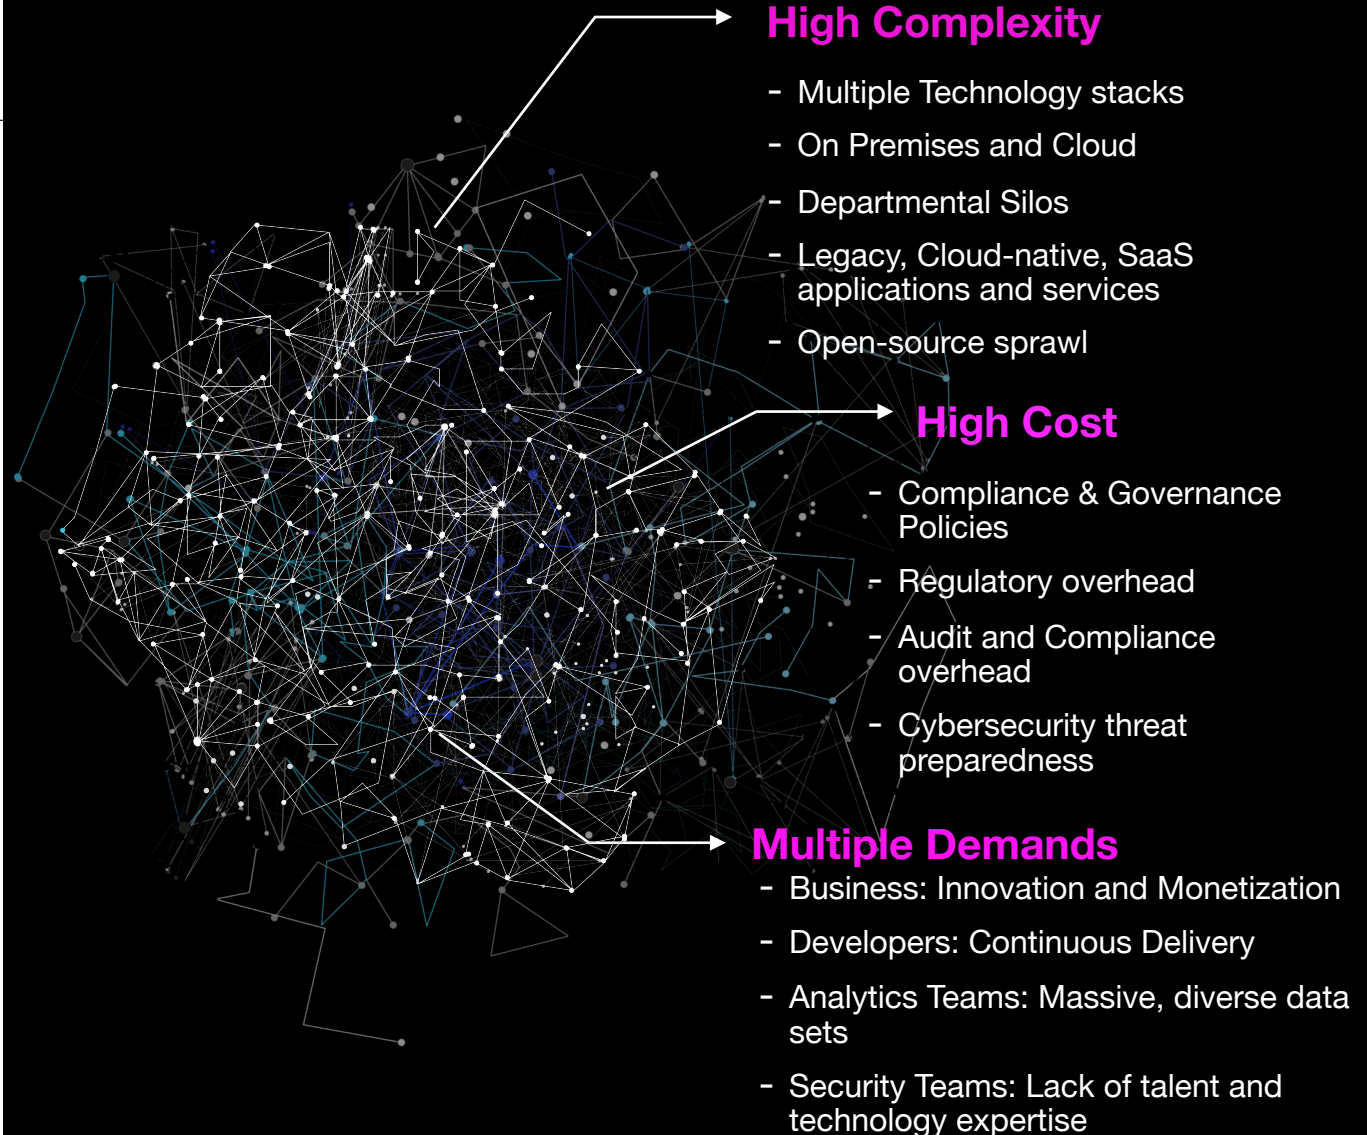 High Complexity
- Multiple Technology stacks
- On Premises and Cloud
- Departmental Silos
- Legacy, Cloud-native, SaaS
applications and services
- Open-source sprawl
High Cost
- Compliance & Governance
Policies
- Regulatory overhead
- Audit and Compliance
overhead
- Cybersecurity threat
preparedness
Multiple Demands
- Business: Innovation and Monetization
- Developers: Continuous Delivery
- Analytics Teams: Massive, diverse data
sets
- Security Teams: Lack of talent and
technology expertise